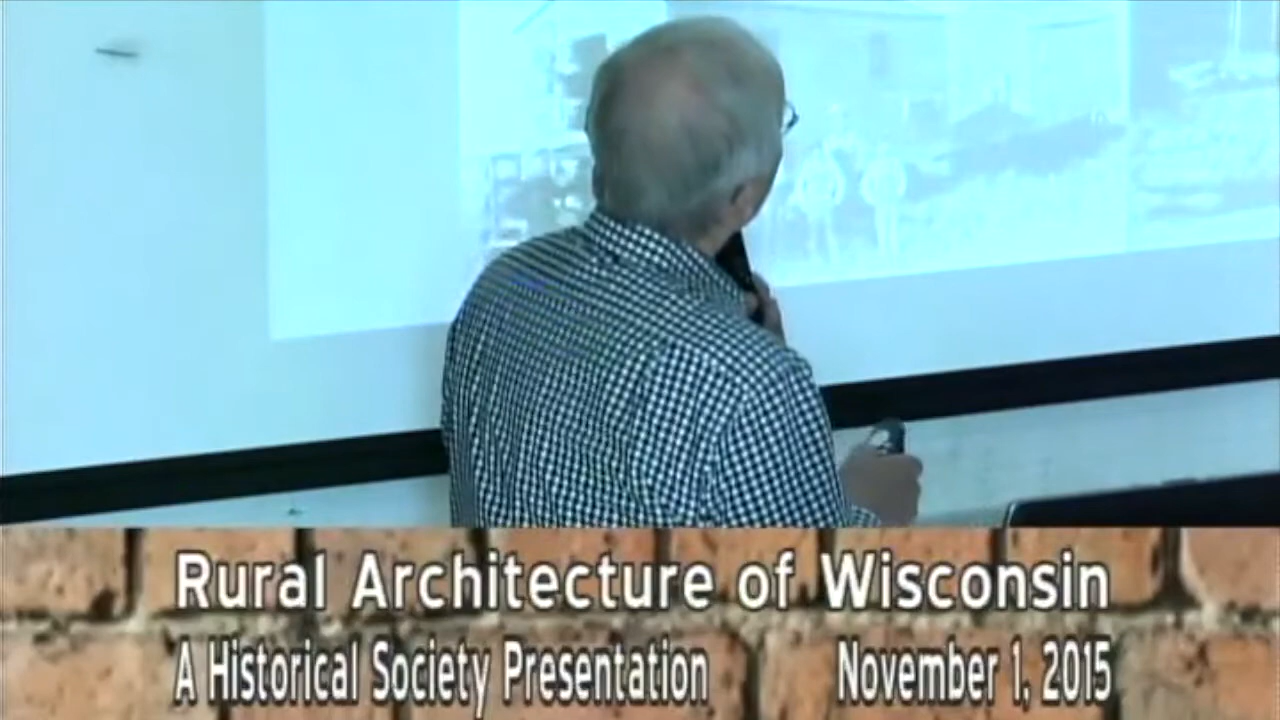 Rural Architecture of Wisconsin
A Historical Society Presentation November 1, 2015